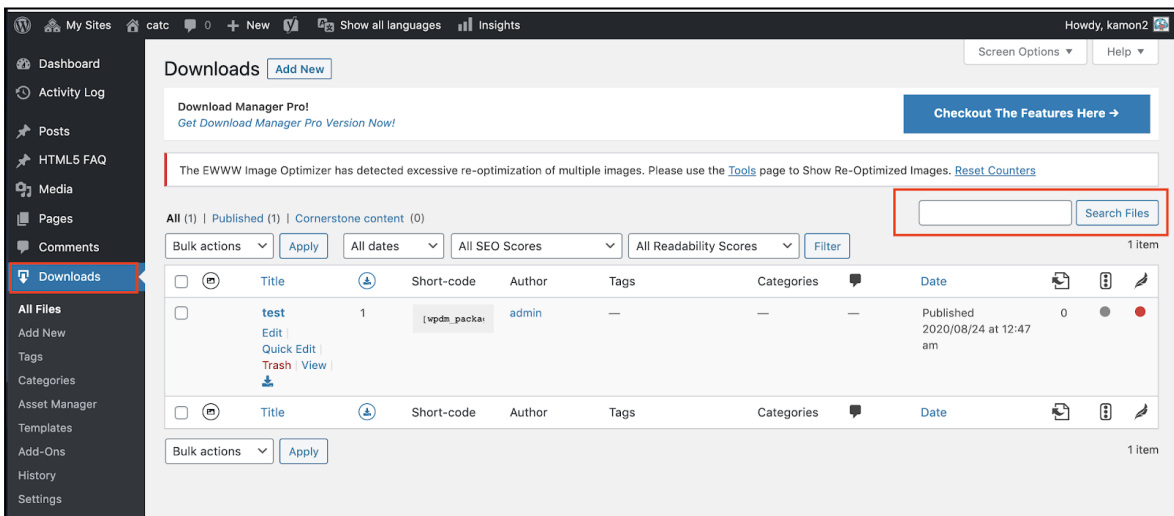 My Sites catc 0 New Show all languages Insights Howdy, kamon2
Dashboard
Activity Log
Posts
HTML5 FAQ
Media
Pages
Comments
Downloads
All Files
Add New
Tags
Categories
Asset Manager
Templates
Add-Ons
History
Settings
Screen Options Help
Downloads Add New
Download Manager Pro!
Get Download Manager Pro Version Now!
Checkout The Features Here →
The EWWW Image Optimizer has detected excessive re-optimization of multiple images. Please use the Tools page to Show Re-Optimized Images. Reset Counters
Search Files
All (1) | Published (1) | Cornerstone content (0)
Bulk actions Apply All dates All SEO Scores All Readability Scores Filter 1 item
Title Short-code Author Tags Categories Date
test 1 [wpdm_packa admin — — — Published 0
Edit | 2020/08/24 at 12:47
Quick Edit | am
Trash | View |
Title Short-code Author Tags Categories Date
Bulk actions Apply 1 item